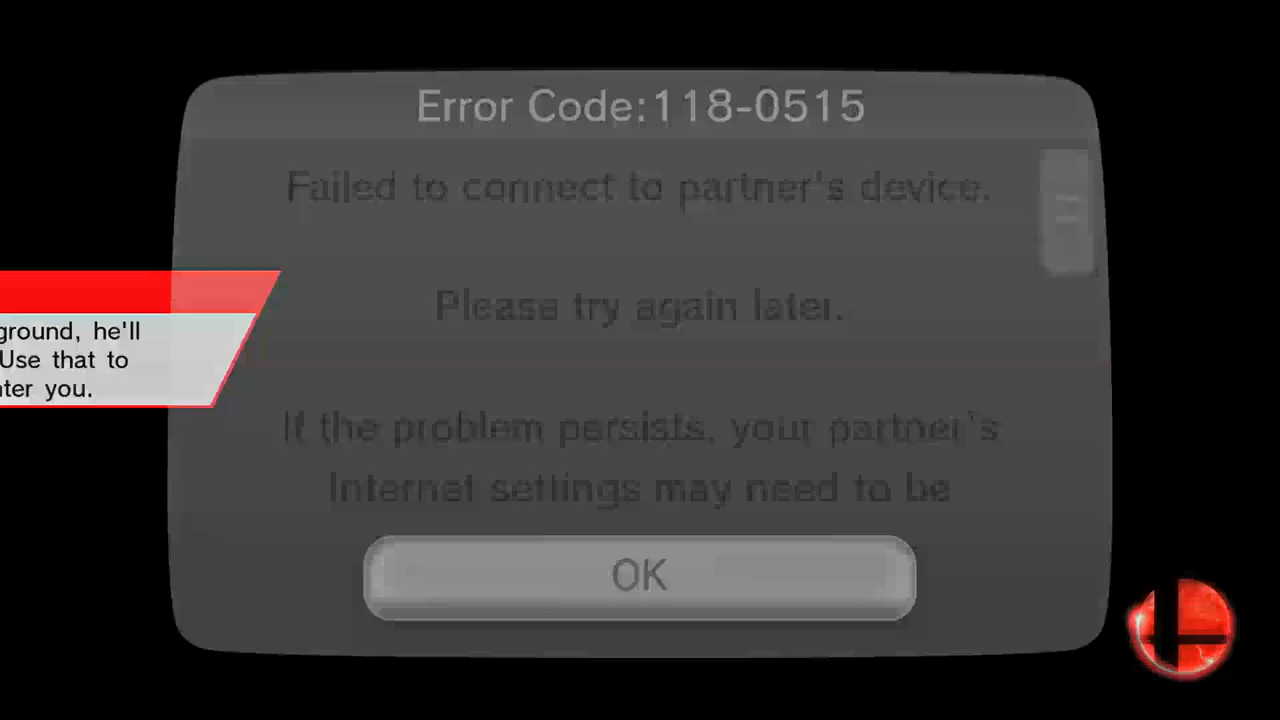 Error Code:118-0515
Failed to connect to partner's device.
Please try again later.
ground, he'll
Use that to
you.
If the problem persists, your partner's
Internet settings may need to be
OK